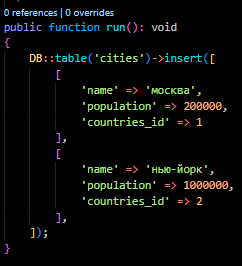 0 references | 0 overrides
public function run(): void
{
    DB::table('cities')->insert([
        [
            'name' => 'москва',
            'population' => 200000,
            'countries_id' => 1
        ],
        [
            'name' => 'нью-йорк',
            'population' => 1000000,
            'countries_id' => 2
        ],
    ]);
}